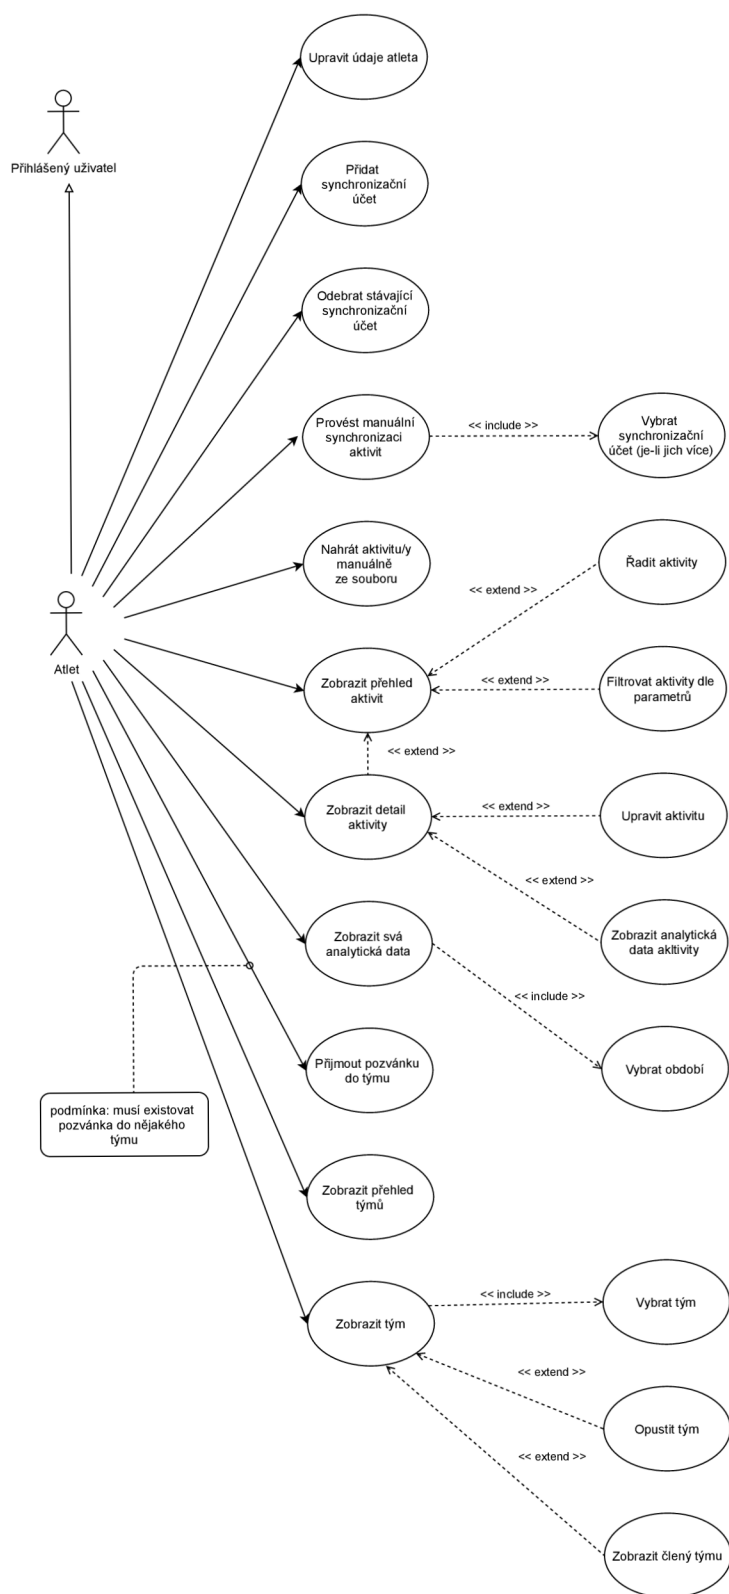 Upravit údaje atleta
Přihlášený uživatel
Přidat
synchronizační
účet
Odebrat stávající
synchronizační
účet
Provést manuální
synchronizaci
aktivit
<< include >>
Vybrat
synchronizační
účet (je-li jich více)
Nahrát aktivitu/y
manuálně
ze souboru
Řadit aktivity
<< extend >>
Atlet
Zobrazit přehled
aktivit
<< extend >>
Filtrovat aktivity dle
parametrů
<< extend >>
Zobrazit detail
aktivity
<< extend >>
Upravit aktivitu
<< extend >>
Zobrazit svá
analytická data
Zobrazit analytická
data akltivity
<< include >>
Přijmout pozvánku
do týmu
Vybrat období
podmínka: musí existovat
pozvánka do nějakého
týmu
Zobrazit přehled
týmů
Zobrazit tým
<< include >>
Vybrat tým
<< extend >>
Opustit tým
<< extend >>
Zobrazit člený týmu